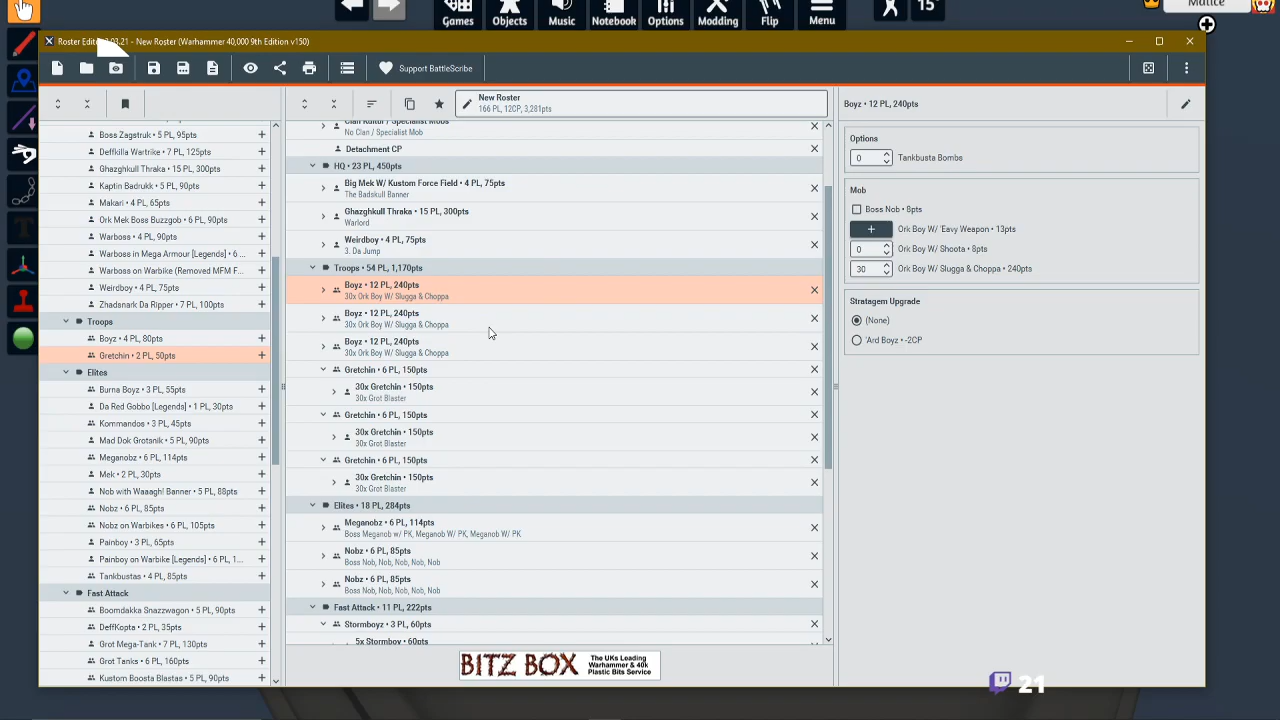 Games Objects Music Notebook Options Modding Flip Menu
15°
Malice
- New Roster (Warhammer 40,000 9th Edition v150)
Support BattleScribe
New Roster
166 PL, 12CP, 3,281pts
Boss Zagstruk • 5 PL, 95pts
Deffkilla Wartrike • 7 PL, 125pts
Ghazghkull Thraka • 15 PL, 300pts
Kaptin Badrukk • 5 PL, 90pts
Makari • 4 PL, 65pts
Ork Mek Boss Buzzgob • 6 PL, 90pts
Warboss • 4 PL, 90pts
Warboss in Mega Armour [Legends] • 6 ...
Warboss on Warbike (Removed MFM F...
Weirdboy • 4 PL, 75pts
Zhadsnark Da Ripper • 7 PL, 100pts
Troops
Boyz • 4 PL, 80pts
Gretchin • 2 PL, 50pts
Elites
Burna Boyz • 3 PL, 55pts
Da Red Gobbo [Legends] • 1 PL, 30pts
Kommandos • 3 PL, 45pts
Mad Dok Grotsnik • 5 PL, 90pts
Meganobz • 6 PL, 114pts
Mek • 2 PL, 30pts
Nob with Waaagh! Banner • 5 PL, 88pts
Nobz • 6 PL, 85pts
Nobz on Warbikes • 6 PL, 105pts
Painboy • 3 PL, 65pts
Painboy on Warbike [Legends] • 6 PL, 1...
Tankbustas • 4 PL, 85pts
Fast Attack
Boomdakka Snazzwagon • 5 PL, 90pts
DeffKopta • 2 PL, 35pts
Grot Mega-Tank • 7 PL, 130pts
Grot Tanks • 6 PL, 160pts
Kustom Boosta Blastas • 5 PL, 90pts
Clan Kultur / Specialist Mobs
No Clan / Specialist Mob
Detachment CP
HQ • 23 PL, 450pts
Big Mek W/ Kustom Force Field • 4 PL, 75pts
The Badskull Banner
Ghazghkull Thraka • 15 PL, 300pts
Warlord
Weirdboy • 4 PL, 75pts
3. Da Jump
Troops • 54 PL, 1,170pts
Boyz • 12 PL, 240pts
30x Ork Boy W/ Slugga & Choppa
Boyz • 12 PL, 240pts
30x Ork Boy W/ Slugga & Choppa
Boyz • 12 PL, 240pts
30x Ork Boy W/ Slugga & Choppa
Gretchin • 6 PL, 150pts
30x Gretchin • 150pts
30x Grot Blaster
Gretchin • 6 PL, 150pts
30x Gretchin • 150pts
30x Grot Blaster
Gretchin • 6 PL, 150pts
30x Gretchin • 150pts
30x Grot Blaster
Elites • 18 PL, 284pts
Meganobz • 6 PL, 114pts
Boss Meganob w/ PK, Meganob W/ PK, Meganob W/ PK
Nobz • 6 PL, 85pts
Boss Nob, Nob, Nob, Nob, Nob
Nobz • 6 PL, 85pts
Boss Nob, Nob, Nob, Nob, Nob
Fast Attack • 11 PL, 222pts
Stormboyz • 3 PL, 60pts
5x Stormboy • 60pts
BITZ BOX
The UKs Leading
Warhammer & 40k
Plastic Bits Service
Boyz • 12 PL, 240pts
Options
0 Tankbusta Bombs
Mob
Boss Nob • 8pts
+ Ork Boy W/ 'Eavy Weapon • 13pts
0 Ork Boy W/ Shoota • 8pts
30 Ork Boy W/ Slugga & Choppa • 240pts
Stratagem Upgrade
(None)
'Ard Boyz • -2CP
21